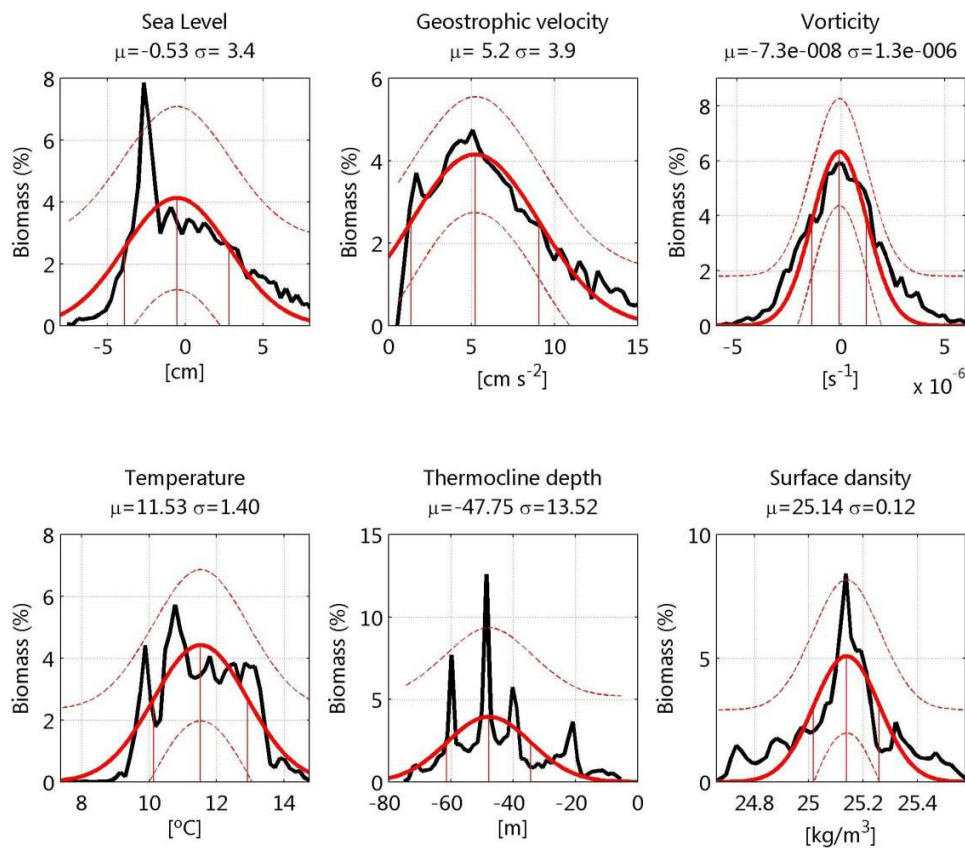 Sea Level
μ=-0.53 σ= 3.4
Biomass (%)
8
6
4
2
0
-5
0
5
[cm]
Geostrophic velocity
μ= 5.2 σ= 3.9
Biomass (%)
6
4
2
0
0
5
10
15
[cm s⁻²]
Vorticity
μ=-7.3e-008 σ=1.3e-006
Biomass (%)
8
6
4
2
0
-5
0
5
[s⁻¹]
x 10⁻⁶
Temperature
μ=11.53 σ=1.40
Biomass (%)
8
6
4
2
0
8
10
12
14
[ºC]
Thermocline depth
μ=-47.75 σ=13.52
Biomass (%)
15
10
5
0
-80
-60
-40
-20
0
[m]
Surface dansity
μ=25.14 σ=0.12
Biomass (%)
10
5
0
24.8
25
25.2
25.4
[kg/m³]